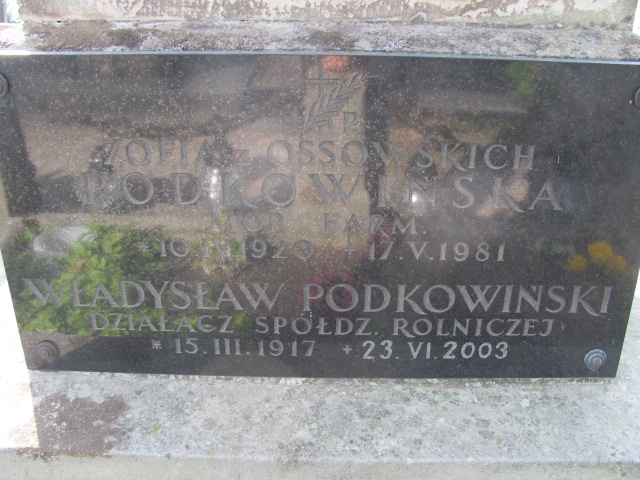 Ś P
ZOFIA z OSSOWSKICH
PODKOWIŃSKA
MGR FARM.
* 10.IV.1920 + 17.V.1981
WŁADYSŁAW PODKOWIŃSKI
DZIAŁACZ SPÓŁDZ. ROLNICZEJ
* 15.III.1917 + 23.VI.2003